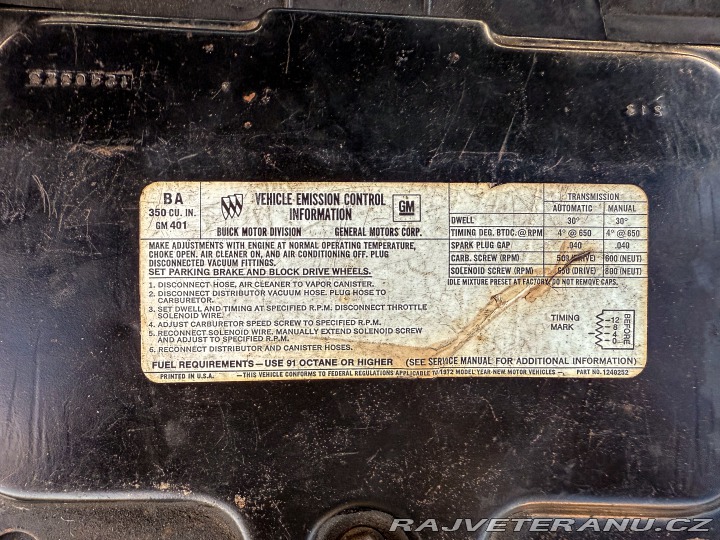 BA
350 CU. IN.
GM 401
VEHICLE EMISSION CONTROL
INFORMATION
BUICK MOTOR DIVISION GENERAL MOTORS CORP.
GM
MAKE ADJUSTMENTS WITH ENGINE AT NORMAL OPERATING TEMPERATURE,
CHOKE OPEN. AIR CLEANER ON, AND AIR-CONDITIONING OFF. PLUG
DISCONNECTED VACUUM FITTINGS.
SET PARKING BRAKE AND BLOCK DRIVE WHEELS.
1. DISCONNECT HOSE, AIR CLEANER TO VAPOR CANISTER.
2. DISCONNECT DISTRIBUTOR VACUUM HOSE. PLUG HOSE TO
CARBURETOR.
3. SET DWELL AND TIMING AT SPECIFIED R.P.M. DISCONNECT THROTTLE
SOLENOID WIRE.
4. ADJUST CARBURETOR SPEED SCREW TO SPECIFIED R.P.M.
5. RECONNECT SOLENOID WIRE. MANUALLY EXTEND SOLENOID SCREW
AND ADJUST TO SPECIFIED R.P.M.
6. RECONNECT DISTRIBUTOR AND CANISTER HOSES.
TRANSMISSION
AUTOMATIC MANUAL
DWELL 30° 30°
TIMING DEG. BTDC.@RPM 4° @ 650 4° @ 650
SPARK PLUG GAP .040 .040
CARB. SCREW (RPM) (DRIVE) 600 (NEUT)
SOLENOID SCREW (RPM) 650 (DRIVE) 800 (NEUT)
IDLE MIXTURE PRESET AT FACTORY. DO NOT REMOVE CAPS.
TIMING
MARK
12
8
4
0
BEFORE
FUEL REQUIREMENTS—USE 91 OCTANE OR HIGHER (SEE SERVICE MANUAL FOR ADDITIONAL INFORMATION)
PRINTED IN U.S.A. —THIS VEHICLE CONFORMS TO FEDERAL REGULATIONS APPLICABLE TO 1972 MODEL YEAR NEW MOTOR VEHICLES— PART NO. 1240252
RAJVETERANU.CZ